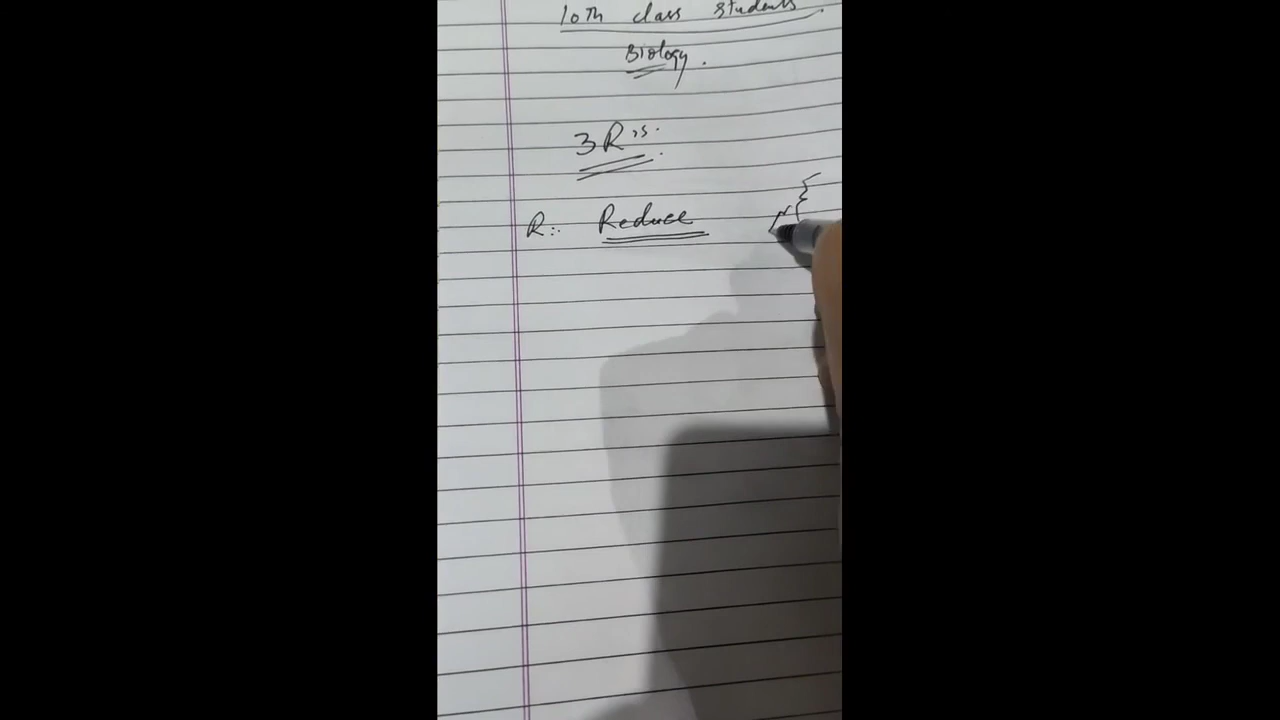 10Th class students.
Biology.
3R's.
R:. Reduce